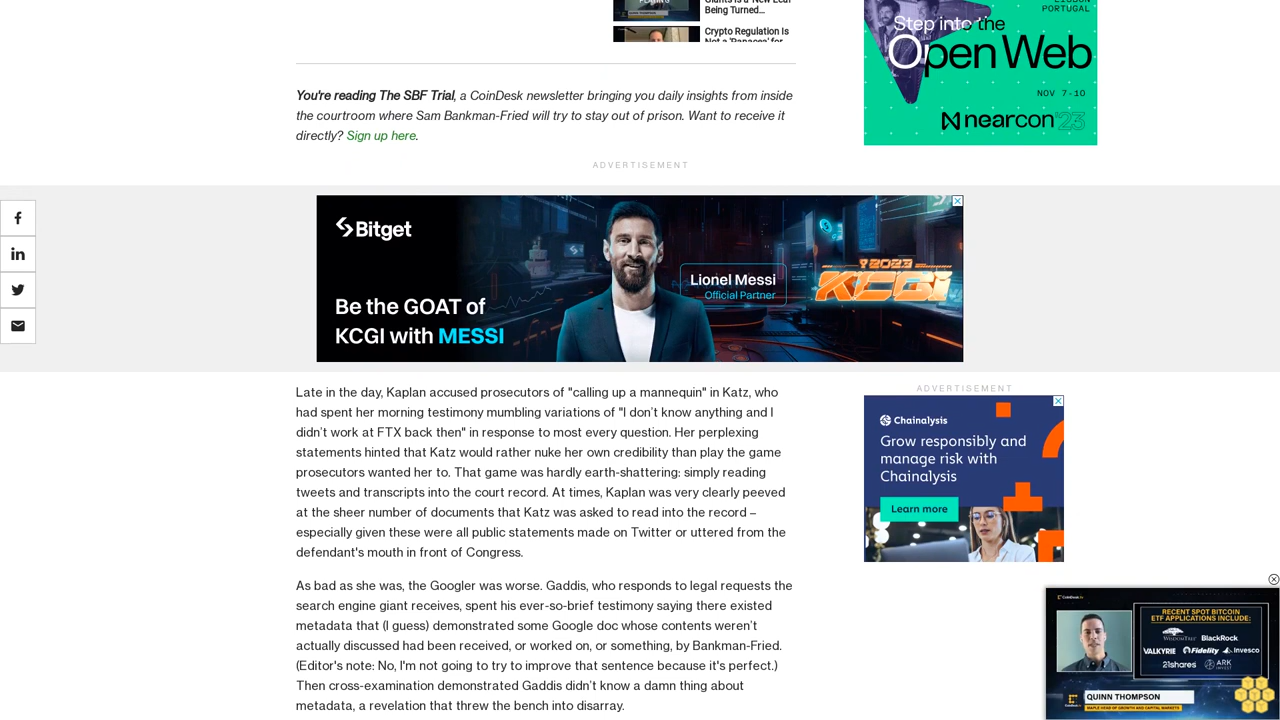 Being Turned...
Crypto Regulation Is
PORTUGAL
Step into the
Open Web
NOV 7-10
nearcon'23
You're reading The SBF Trial, a CoinDesk newsletter bringing you daily insights from inside
the courtroom where Sam Bankman-Fried will try to stay out of prison. Want to receive it
directly? Sign up here.
ADVERTISEMENT
Bitget
Lionel Messi
Official Partner
2023
KCGI
Be the GOAT of
KCGI with MESSI
Late in the day, Kaplan accused prosecutors of "calling up a mannequin" in Katz, who
had spent her morning testimony mumbling variations of "I don't know anything and I
didn't work at FTX back then" in response to most every question. Her perplexing
statements hinted that Katz would rather nuke her own credibility than play the game
prosecutors wanted her to. That game was hardly earth-shattering: simply reading
tweets and transcripts into the court record. At times, Kaplan was very clearly peeved
at the sheer number of documents that Katz was asked to read into the record –
especially given these were all public statements made on Twitter or uttered from the
defendant's mouth in front of Congress.
As bad as she was, the Googler was worse. Gaddis, who responds to legal requests the
search engine giant receives, spent his ever-so-brief testimony saying there existed
metadata that (I guess) demonstrated some Google doc whose contents weren't
actually discussed had been received, or worked on, or something, by Bankman-Fried.
(Editor's note: No, I'm not going to try to improve that sentence because it's perfect.)
Then cross-examination demonstrated Gaddis didn't know a damn thing about
metadata, a revelation that threw the bench into disarray.
ADVERTISEMENT
Chainalysis
Grow responsibly and
manage risk with
Chainalysis
Learn more
RECENT SPOT BITCOIN
ETF APPLICATIONS INCLUDE:
WISDOMTREE BLACKROCK
VALKYRIE Fidelity Invesco
21shares ARK INVEST
QUINN THOMPSON
MAPLE HEAD OF GROWTH AND CAPITAL MARKETS